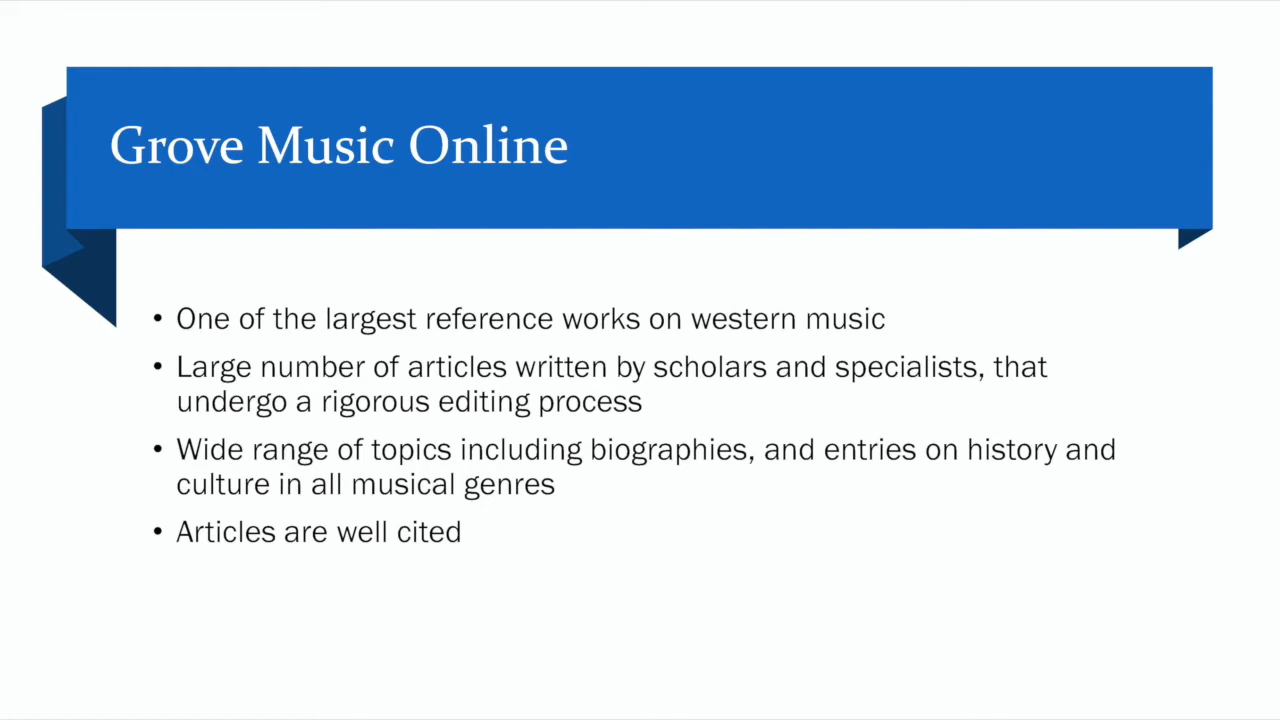 Grove Music Online
• One of the largest reference works on western music
• Large number of articles written by scholars and specialists, that
undergo a rigorous editing process
• Wide range of topics including biographies, and entries on history and
culture in all musical genres
• Articles are well cited